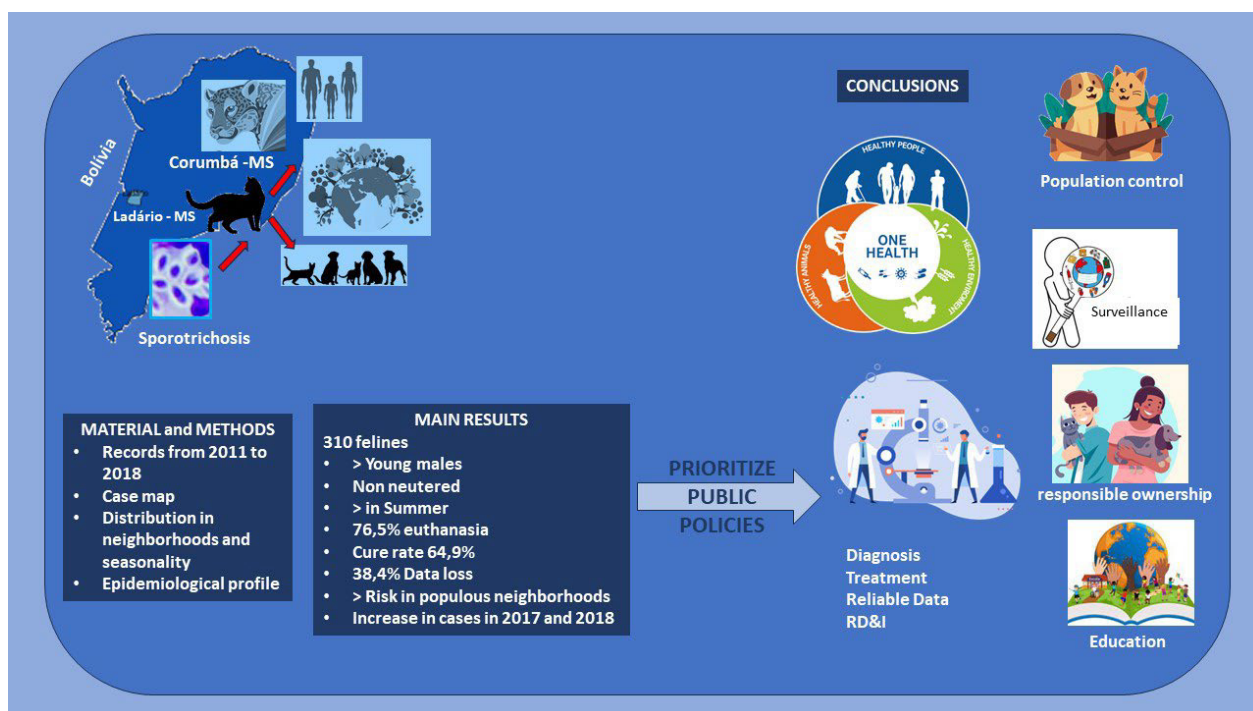 Bolívia
Corumbá -MS
Ladário - MS
Sporotrichosis
MATERIAL and METHODS
• Records from 2011 to
2018
• Case map
• Distribution in
neighborhoods and
seasonality
• Epidemiological profile
MAIN RESULTS
310 felines
• > Young males
• Non neutered
• > in Summer
• 76,5% euthanasia
• Cure rate 64,9%
• 38,4% Data loss
• > Risk in populous neighborhoods
• Increase in cases in 2017 and 2018
PRIORITIZE
PUBLIC
POLICIES
CONCLUSIONS
HEALTHY PEOPLE
HEALTHY ANIMALS
HEALTHY ENVIROMENT
ONE
HEALTH
Diagnosis
Treatment
Reliable Data
RD&I
Population control
Surveillance
responsible ownership
Education